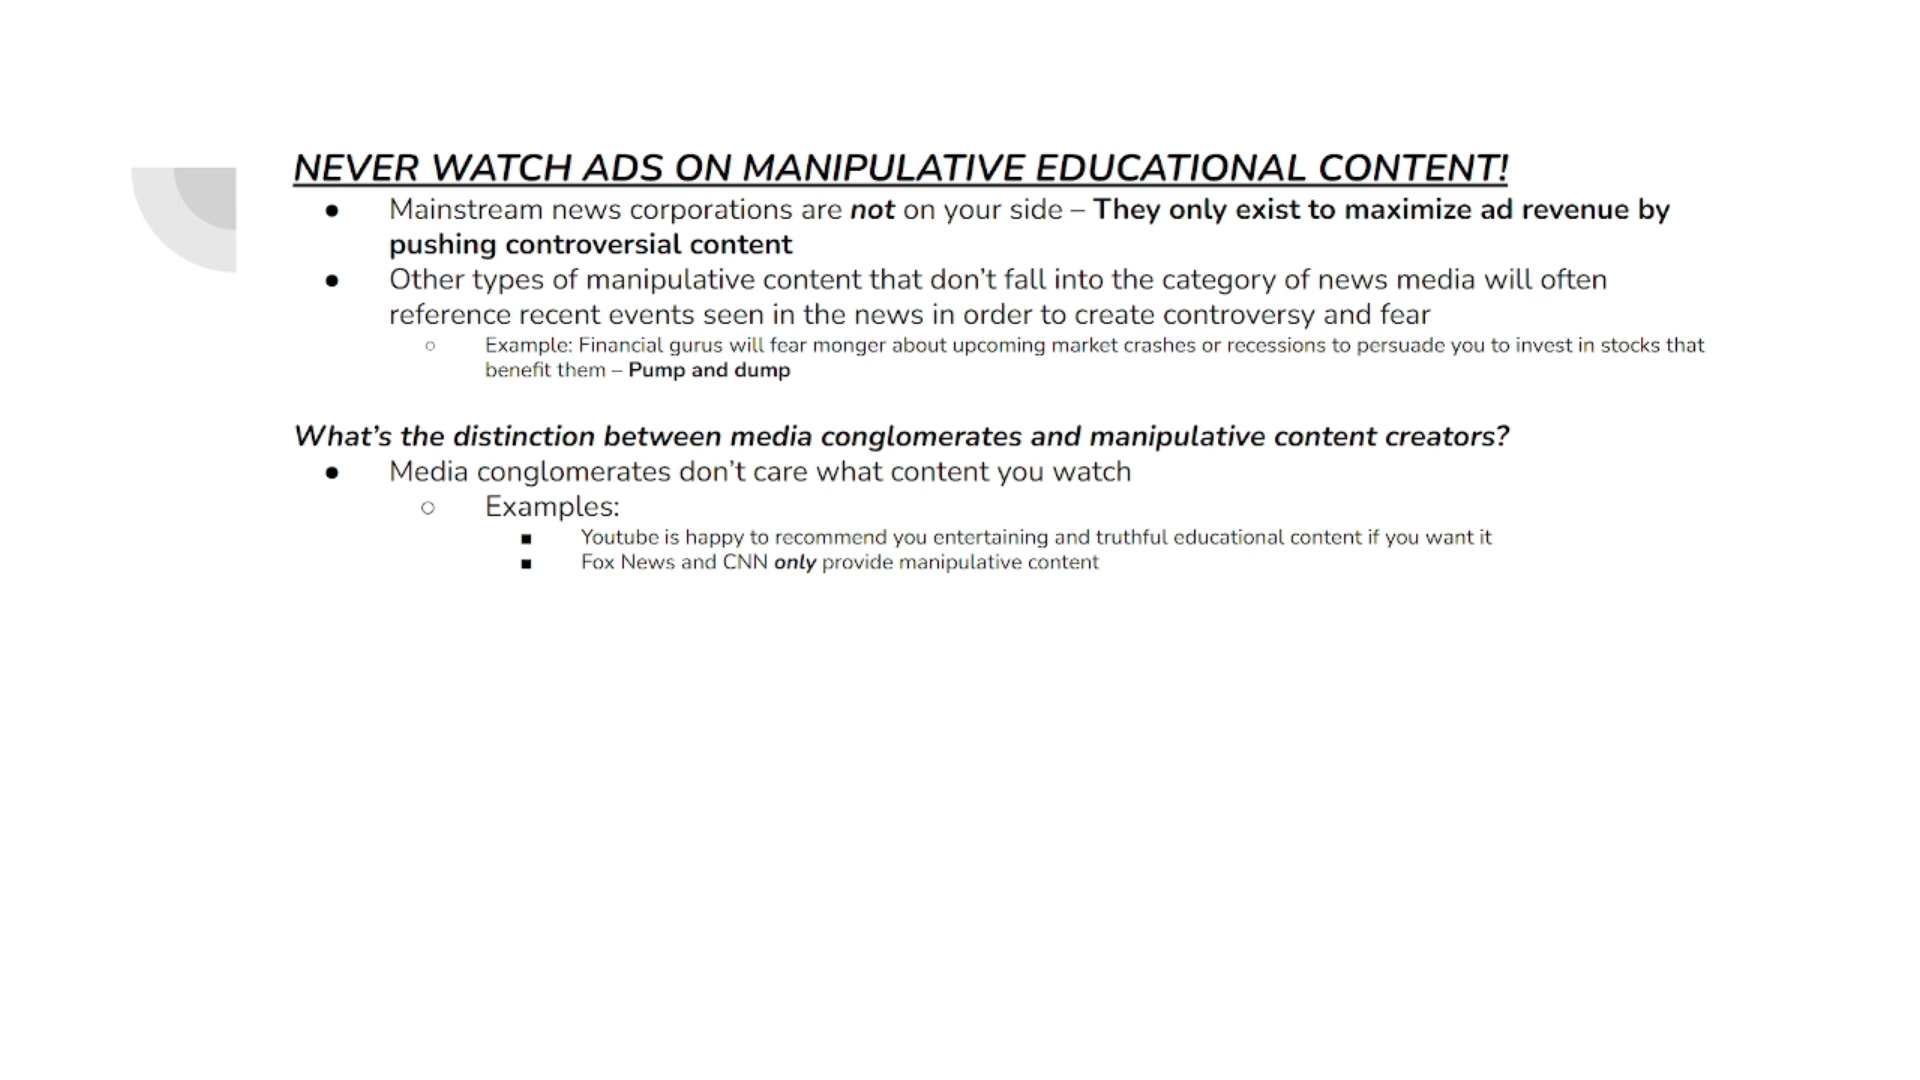 NEVER WATCH ADS ON MANIPULATIVE EDUCATIONAL CONTENT!
● Mainstream news corporations are not on your side – They only exist to maximize ad revenue by
pushing controversial content
● Other types of manipulative content that don't fall into the category of news media will often
reference recent events seen in the news in order to create controversy and fear
○ Example: Financial gurus will fear monger about upcoming market crashes or recessions to persuade you to invest in stocks that
benefit them – Pump and dump
What's the distinction between media conglomerates and manipulative content creators?
● Media conglomerates don't care what content you watch
○ Examples:
■ Youtube is happy to recommend you entertaining and truthful educational content if you want it
■ Fox News and CNN only provide manipulative content